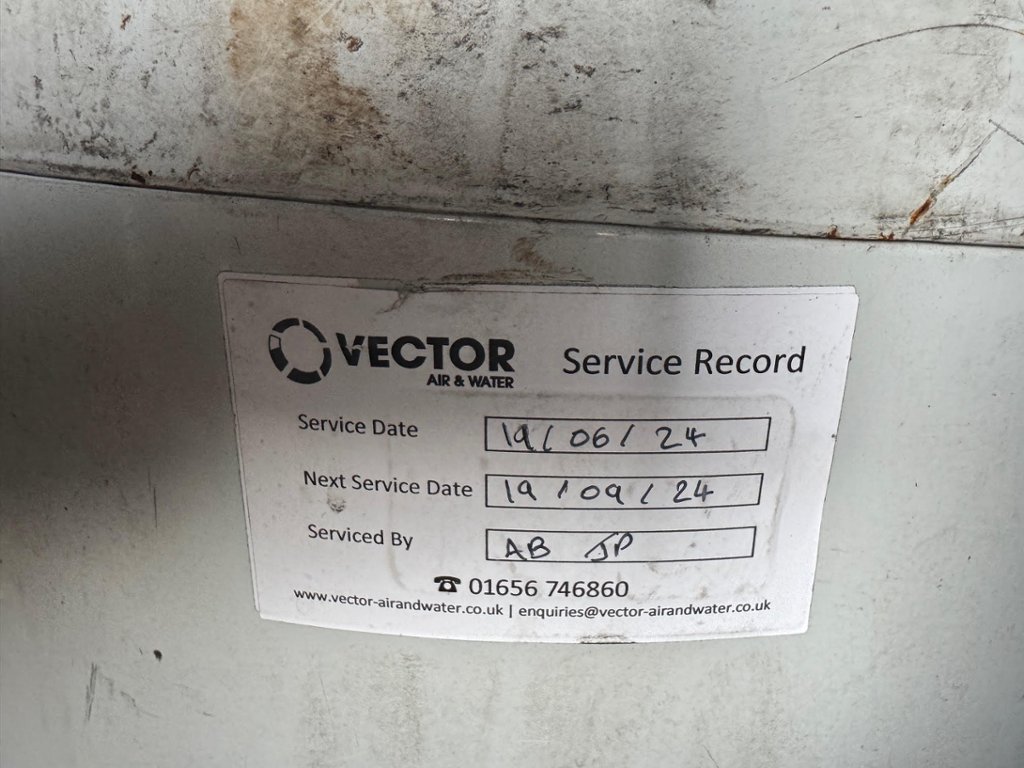 VECTOR
AIR & WATER
Service Record
Service Date 19/06/24
Next Service Date 19/09/24
Serviced By AB JP
☎ 01656 746860
www.vector-airandwater.co.uk | enquiries@vector-airandwater.co.uk